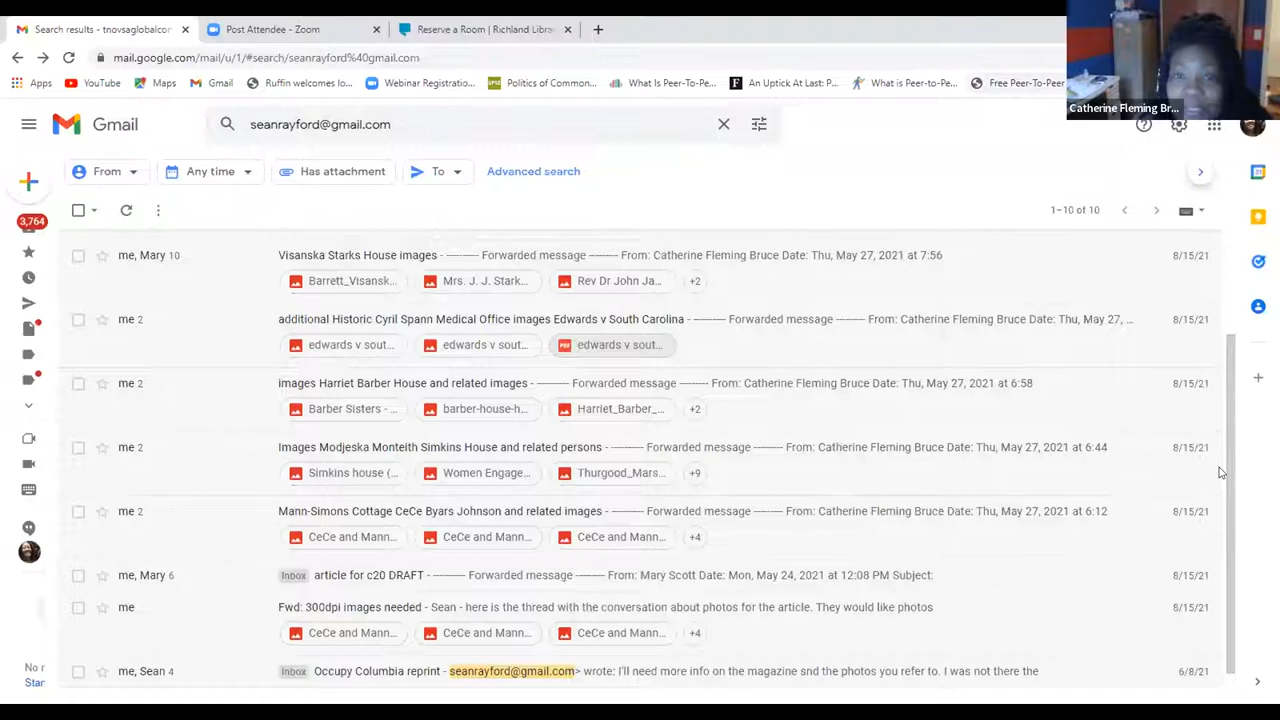 Search results - tnovsaglobalcor
Post Attendee - Zoom
Reserve a Room | Richland Libra
mail.google.com/mail/u/1/#search/seanrayford%40gmail.com
Apps YouTube Maps Gmail Ruffin welcomes lo... Webinar Registratio... Politics of Common... What Is Peer-To-Pe... An Uptick At Last: P... What is Peer-to-Pe... Free Peer-To-Peer
Catherine Fleming Br...
Gmail
seanrayford@gmail.com
From Any time Has attachment To Advanced search
1–10 of 10
3,764
me, Mary 10 Visanska Starks House images - ---------- Forwarded message --------- From: Catherine Fleming Bruce Date: Thu, May 27, 2021 at 7:56 8/15/21
Barrett_Visansk... Mrs. J. J. Stark... Rev Dr John Ja... +2
me 2 additional Historic Cyril Spann Medical Office images Edwards v South Carolina - ---------- Forwarded message --------- From: Catherine Fleming Bruce Date: Thu, May 27, ... 8/15/21
edwards v sout... edwards v sout... PDF edwards v sout...
me 2 images Harriet Barber House and related images - ---------- Forwarded message --------- From: Catherine Fleming Bruce Date: Thu, May 27, 2021 at 6:58 8/15/21
Barber Sisters - ... barber-house-h... Harriet_Barber_... +2
me 2 Images Modjeska Monteith Simkins House and related persons - ---------- Forwarded message --------- From: Catherine Fleming Bruce Date: Thu, May 27, 2021 at 6:44 8/15/21
Simkins house (... Women Engage... Thurgood_Mars... +9
me 2 Mann-Simons Cottage CeCe Byars Johnson and related images - ---------- Forwarded message --------- From: Catherine Fleming Bruce Date: Thu, May 27, 2021 at 6:12 8/15/21
CeCe and Mann... CeCe and Mann... CeCe and Mann... +4
me, Mary 6 Inbox article for c20 DRAFT - ---------- Forwarded message --------- From: Mary Scott Date: Mon, May 24, 2021 at 12:08 PM Subject: 8/15/21
me Fwd: 300dpi images needed - Sean - here is the thread with the conversation about photos for the article. They would like photos 8/15/21
CeCe and Mann... CeCe and Mann... CeCe and Mann... +4
No r
me, Sean 4 Inbox Occupy Columbia reprint - seanrayford@gmail.com> wrote: I'll need more info on the magazine snd the photos you refer to. I was not there the 6/8/21
Star